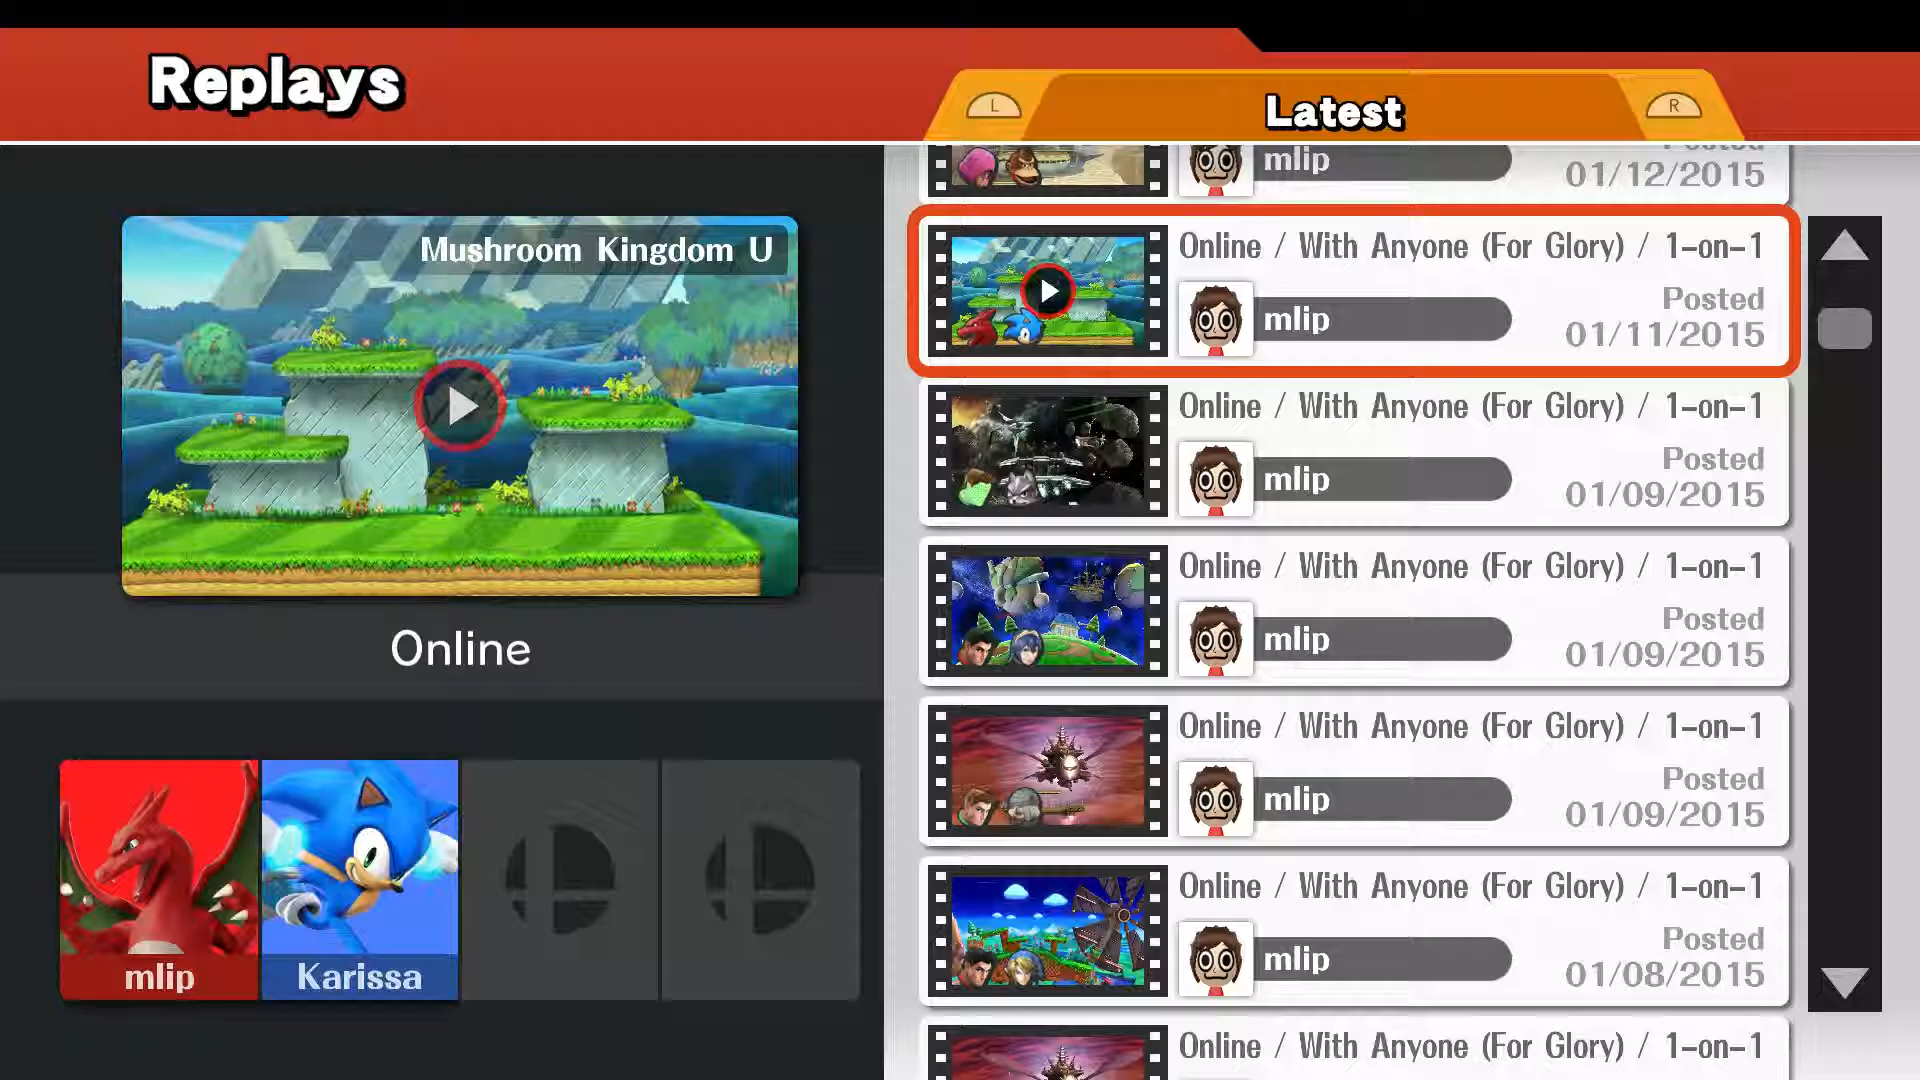 Replays
L
Latest
R
mlip
Posted
01/12/2015
Mushroom Kingdom U
Online
mlip
Karissa
Online / With Anyone (For Glory) / 1-on-1
mlip
Posted
01/11/2015
Online / With Anyone (For Glory) / 1-on-1
mlip
Posted
01/09/2015
Online / With Anyone (For Glory) / 1-on-1
mlip
Posted
01/09/2015
Online / With Anyone (For Glory) / 1-on-1
mlip
Posted
01/09/2015
Online / With Anyone (For Glory) / 1-on-1
mlip
Posted
01/08/2015
Online / With Anyone (For Glory) / 1-on-1